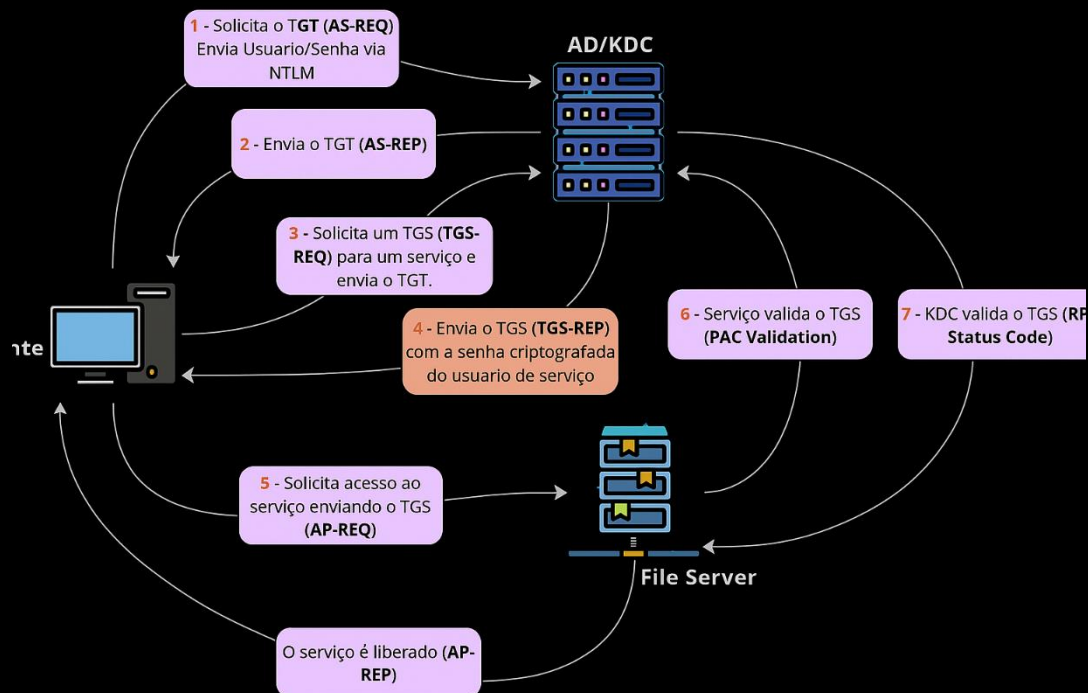 1 - Solicita o TGT (AS-REQ)
Envia Usuario/Senha via
NTLM
AD/KDC
2 - Envia o TGT (AS-REP)
3 - Solicita um TGS (TGS-
REQ) para um serviço e
envia o TGT.
4 - Envia o TGS (TGS-REP)
com a senha criptografada
do usuario de serviço
6 - Serviço valida o TGS
(PAC Validation)
7 - KDC valida o TGS (RP
Status Code)
nte
5 - Solicita acesso ao
serviço enviando o TGS
(AP-REQ)
File Server
O serviço é liberado (AP-
REP)